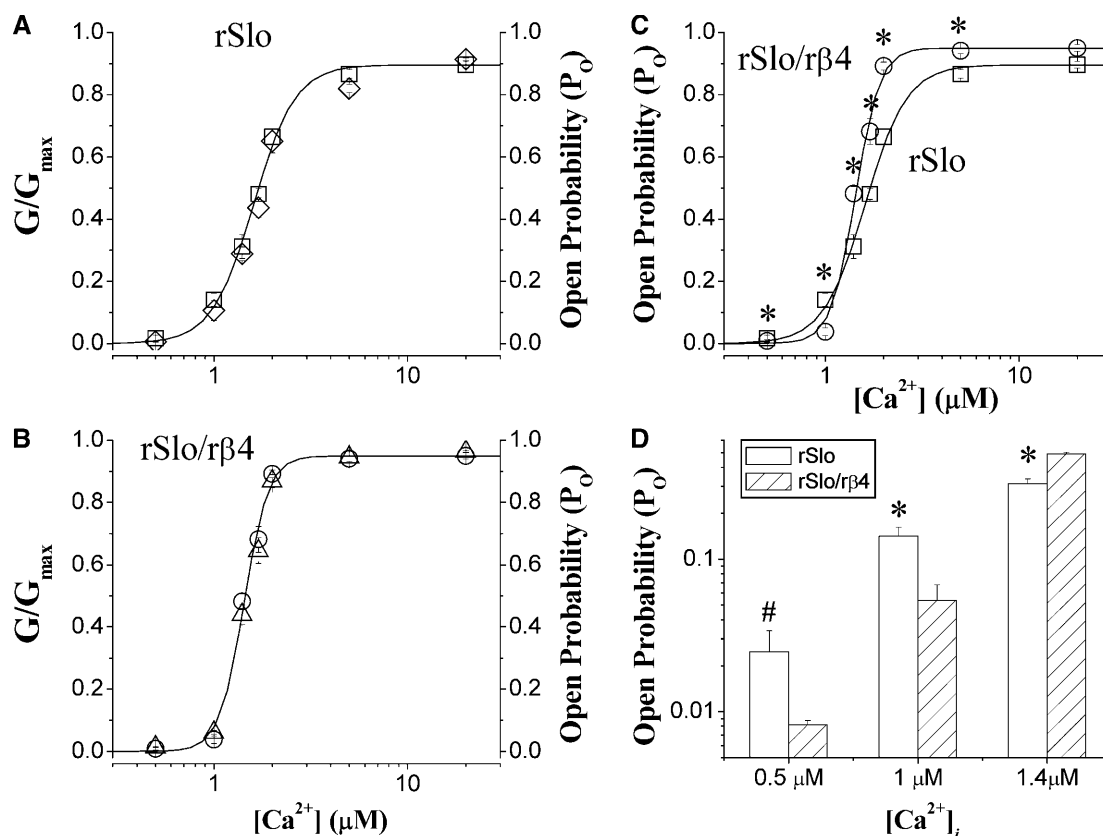 A
rSlo
G/Gmax
1.0
0.8
0.6
0.4
0.2
0.0
1.0
0.8
0.6
0.4
0.2
0.0
Open Probability (PO)
1
10
B
rSlo/rβ4
G/Gmax
1.0
0.8
0.6
0.4
0.2
0.0
1.0
0.8
0.6
0.4
0.2
0.0
Open Probability (PO)
1
10
[Ca2+] (μM)
C
rSlo/rβ4
rSlo
Open Probability (PO)
1.0
0.8
0.6
0.4
0.2
0.0
* * * * * * *
1
10
[Ca2+] (μM)
D
rSlo
rSlo/rβ4
Open Probability (PO)
0.1
0.01
#
*
*
0.5 μM
1 μM
1.4μM
[Ca2+]i